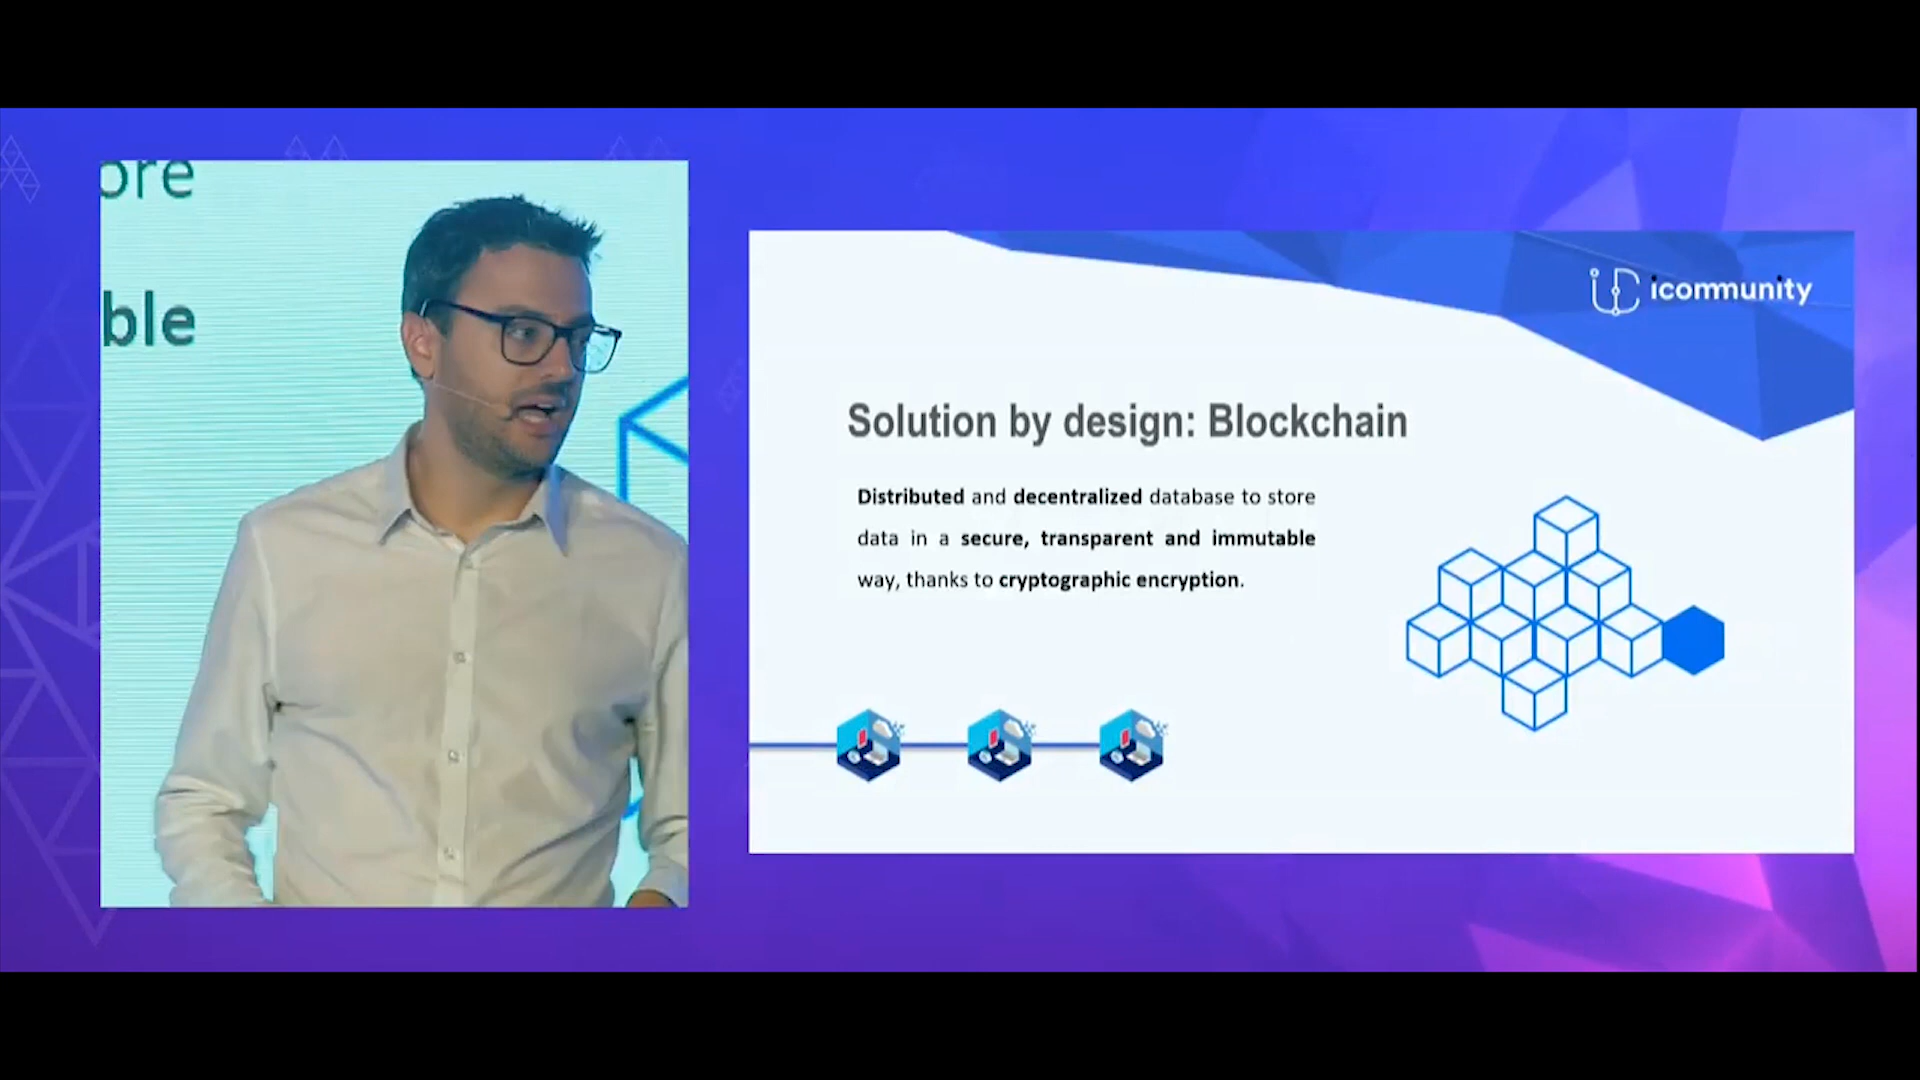 ore
ble
icommunity
Solution by design: Blockchain
Distributed and decentralized database to store
data in a secure, transparent and immutable
way, thanks to cryptographic encryption.